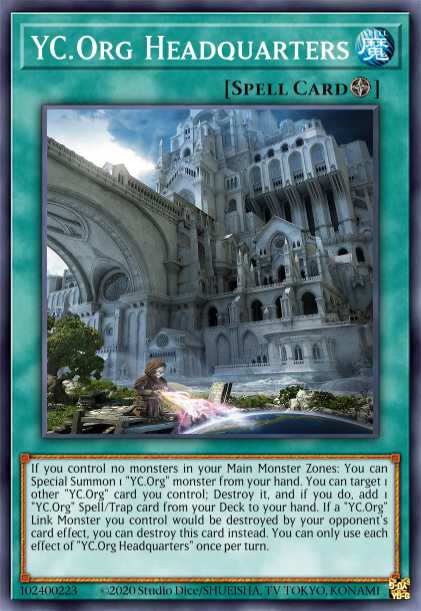 YC.Org Headquarters
SPELL
魔
[Spell Card]
If you control no monsters in your Main Monster Zones: You can
Special Summon 1 "YC.Org" monster from your hand. You can target 1
other "YC.Org" card you control; Destroy it, and if you do, add 1
"YC.Org" Spell/Trap card from your Deck to your hand. If a "YC.Org"
Link Monster you control would be destroyed by your opponent's
card effect, you can destroy this card instead. You can only use each
effect of "YC.Org Headquarters" once per turn.
102400223 ©2020 Studio Dice/SHUEISHA, TV TOKYO, KONAMI